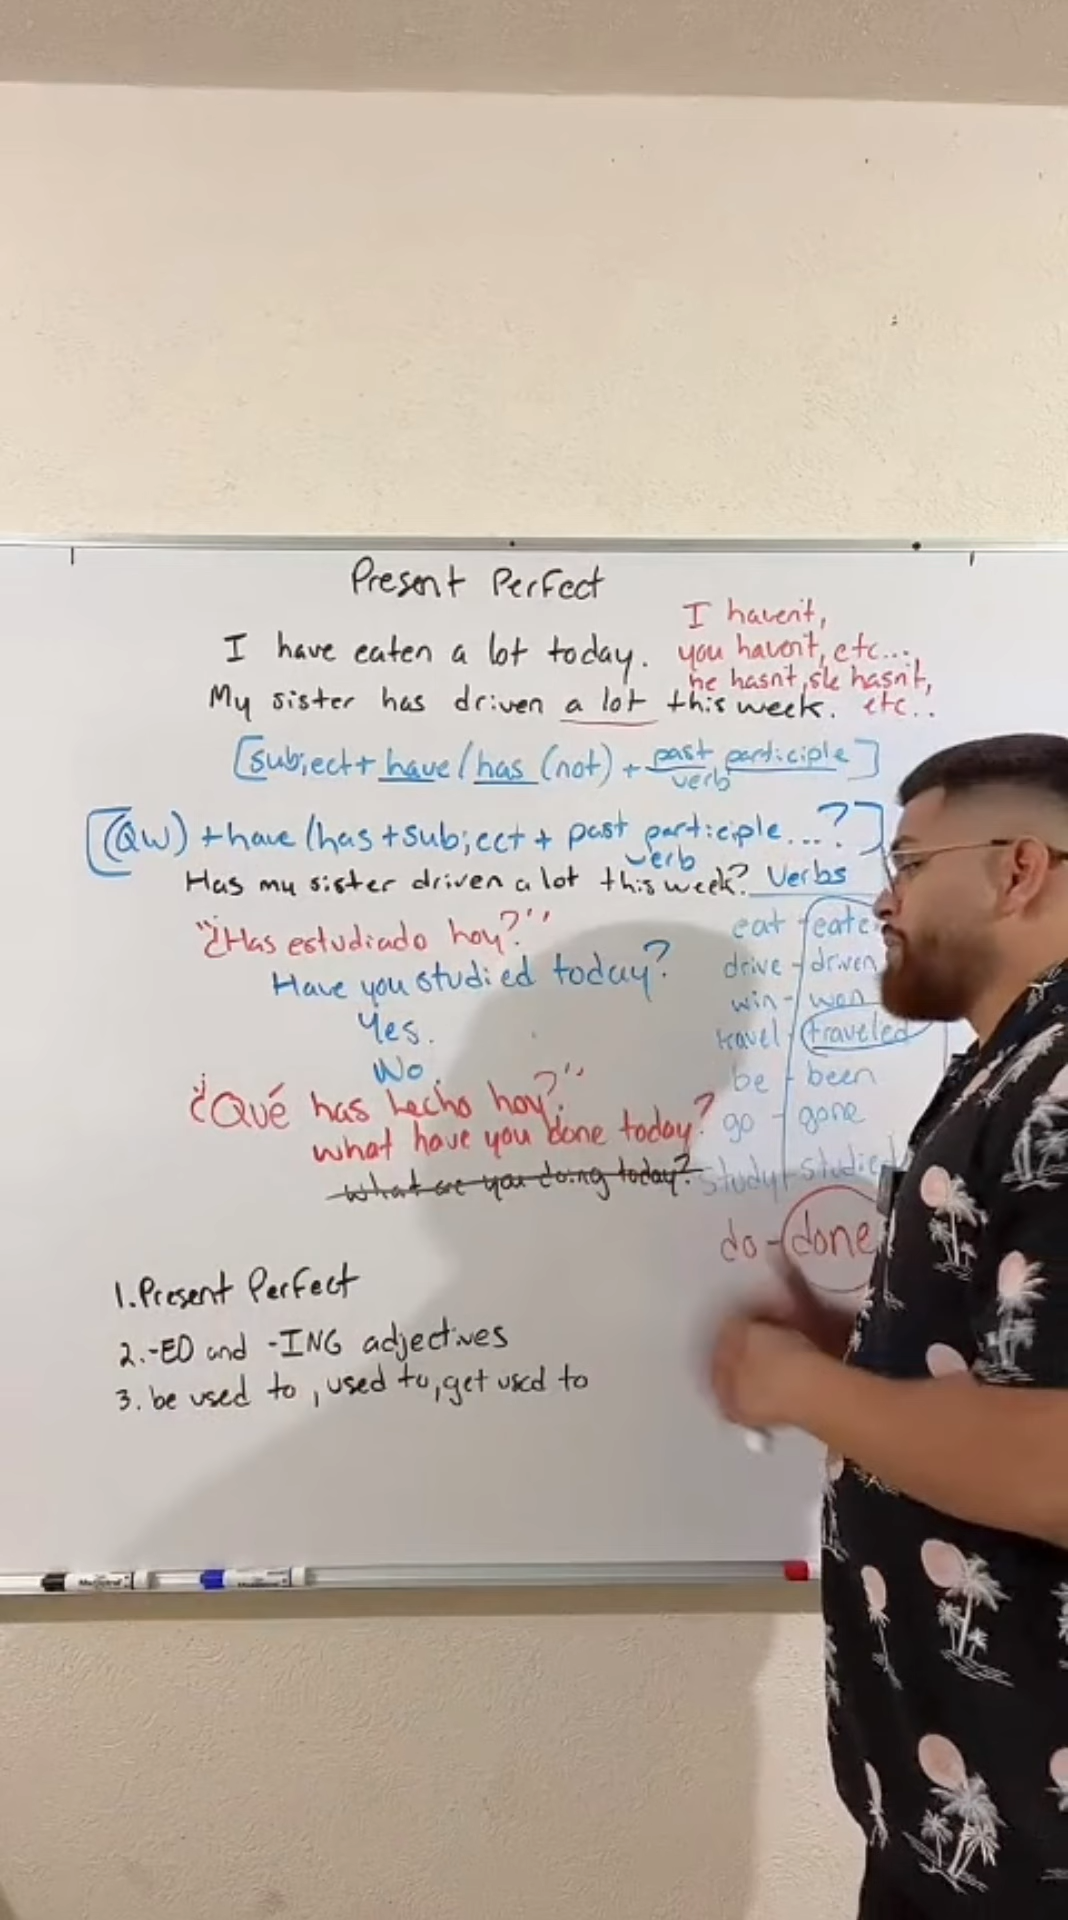 Present Perfect
I haven't,
I have eaten a lot today. you haven't, etc...
he hasn't, she hasn't,
My sister has driven a lot this week. etc..
[subject + have/has (not) + past participle]
verb
[(QW) + have/has + subject + past participle...?]
verb
Has my sister driven a lot this week? Verbs
eat - eate
"¿Has estudiado hoy?"
drive - driven
Have you studied today?
win - won
Yes.
travel - traveled
No.
be - been
¿Qué has hecho hoy?"
go - gone
what have you done today?
What are you doing today?
study - studied
do - done
1. Present Perfect
2. -ED and -ING adjectives
3. be used to, used to, get used to